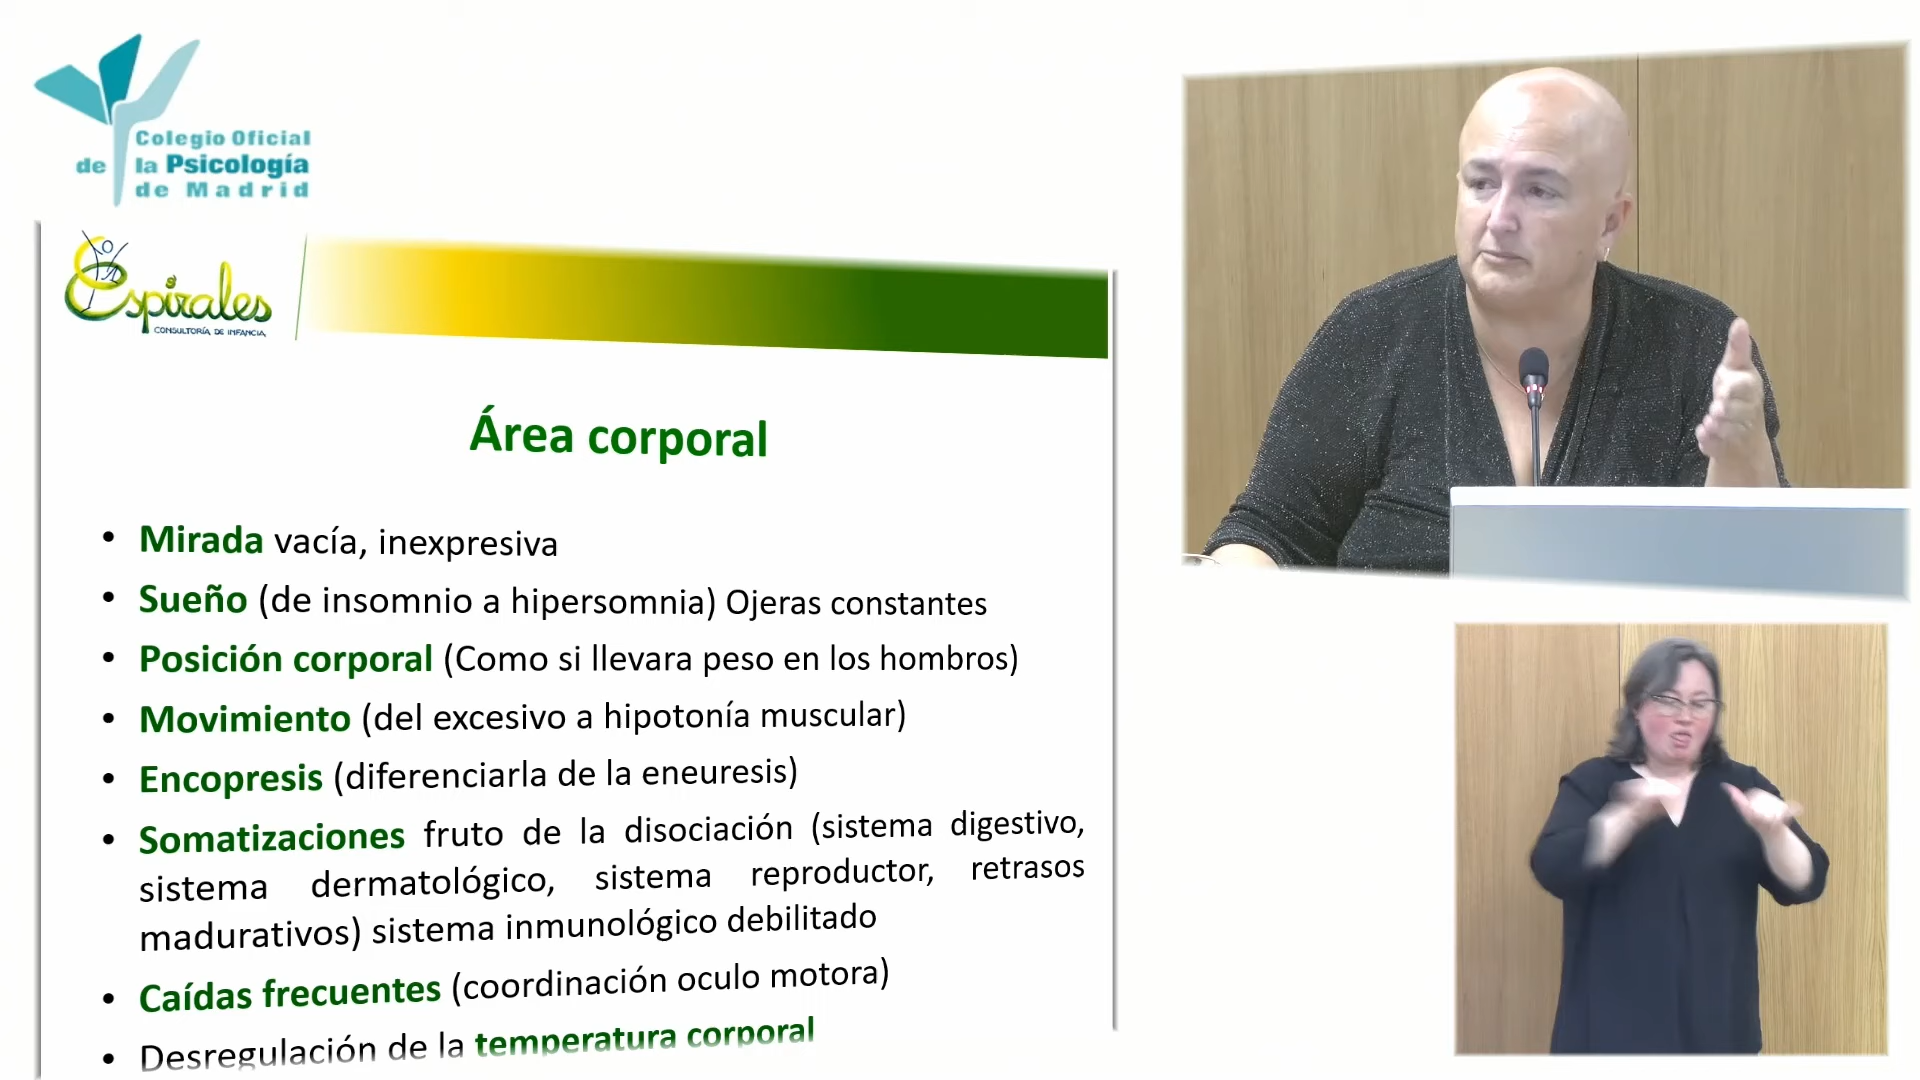 Colegio Oficial
de la Psicología
de Madrid
Espirales
CONSULTORÍA DE INFANCIA
Área corporal
• Mirada vacía, inexpresiva
• Sueño (de insomnio a hipersomnia) Ojeras constantes
• Posición corporal (Como si llevara peso en los hombros)
• Movimiento (del excesivo a hipotonía muscular)
• Encopresis (diferenciarla de la eneuresis)
• Somatizaciones fruto de la disociación (sistema digestivo,
sistema dermatológico, sistema reproductor, retrasos
madurativos) sistema inmunológico debilitado
• Caídas frecuentes (coordinación oculo motora)
• Desregulación de la temperatura corporal